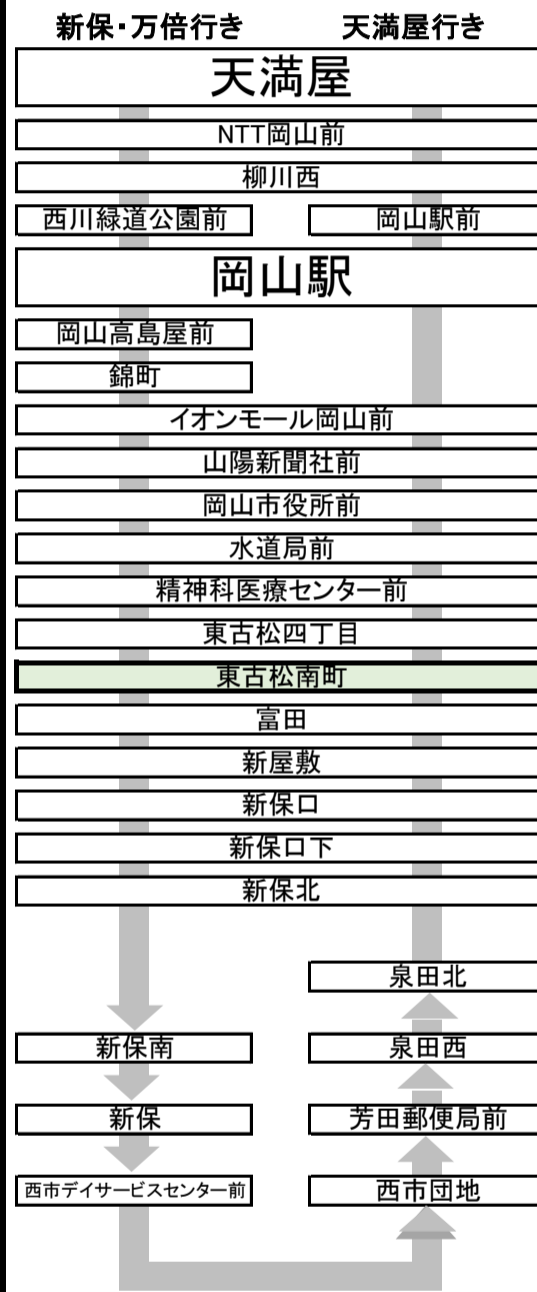 新保・万倍行き 天満屋行き
天満屋
NTT岡山前
柳川西
西川緑道公園前 岡山駅前
岡山駅
岡山高島屋前
錦町
イオンモール岡山前
山陽新聞社前
岡山市役所前
水道局前
精神科医療センター前
東古松四丁目
東古松南町
富田
新屋敷
新保口
新保口下
新保北
泉田北
新保南 泉田西
新保 芳田郵便局前
西市デイサービスセンター前 西市団地